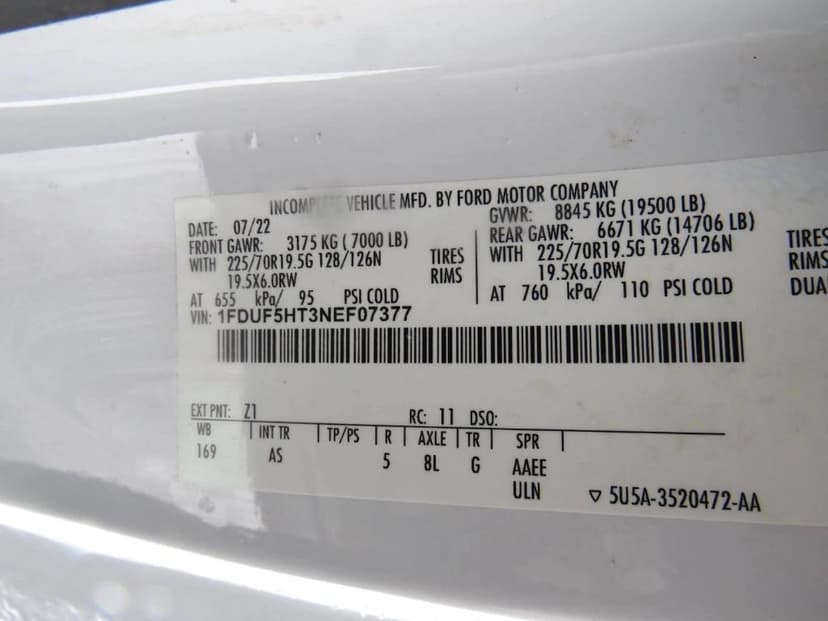 INCOMPLETE VEHICLE MFD. BY FORD MOTOR COMPANY
DATE: 07/22
GVWR: 8845 KG (19500 LB)
FRONT GAWR: 3175 KG ( 7000 LB)
REAR GAWR: 6671 KG (14706 LB)
WITH 225/70R19.5G 128/126N TIRES
WITH 225/70R19.5G 128/126N TIRES
19.5X6.0RW RIMS
19.5X6.0RW RIMS
AT 655 kPa/ 95 PSI COLD
AT 760 kPa/ 110 PSI COLD DUAL
VIN: 1FDUF5HT3NEF07377
EXT PNT: Z1 RC: 11 DSO:
WB INT TR TP/PS R AXLE TR SPR
169 AS 5 8L G AAEE
ULN
▽ 5U5A-3520472-AA